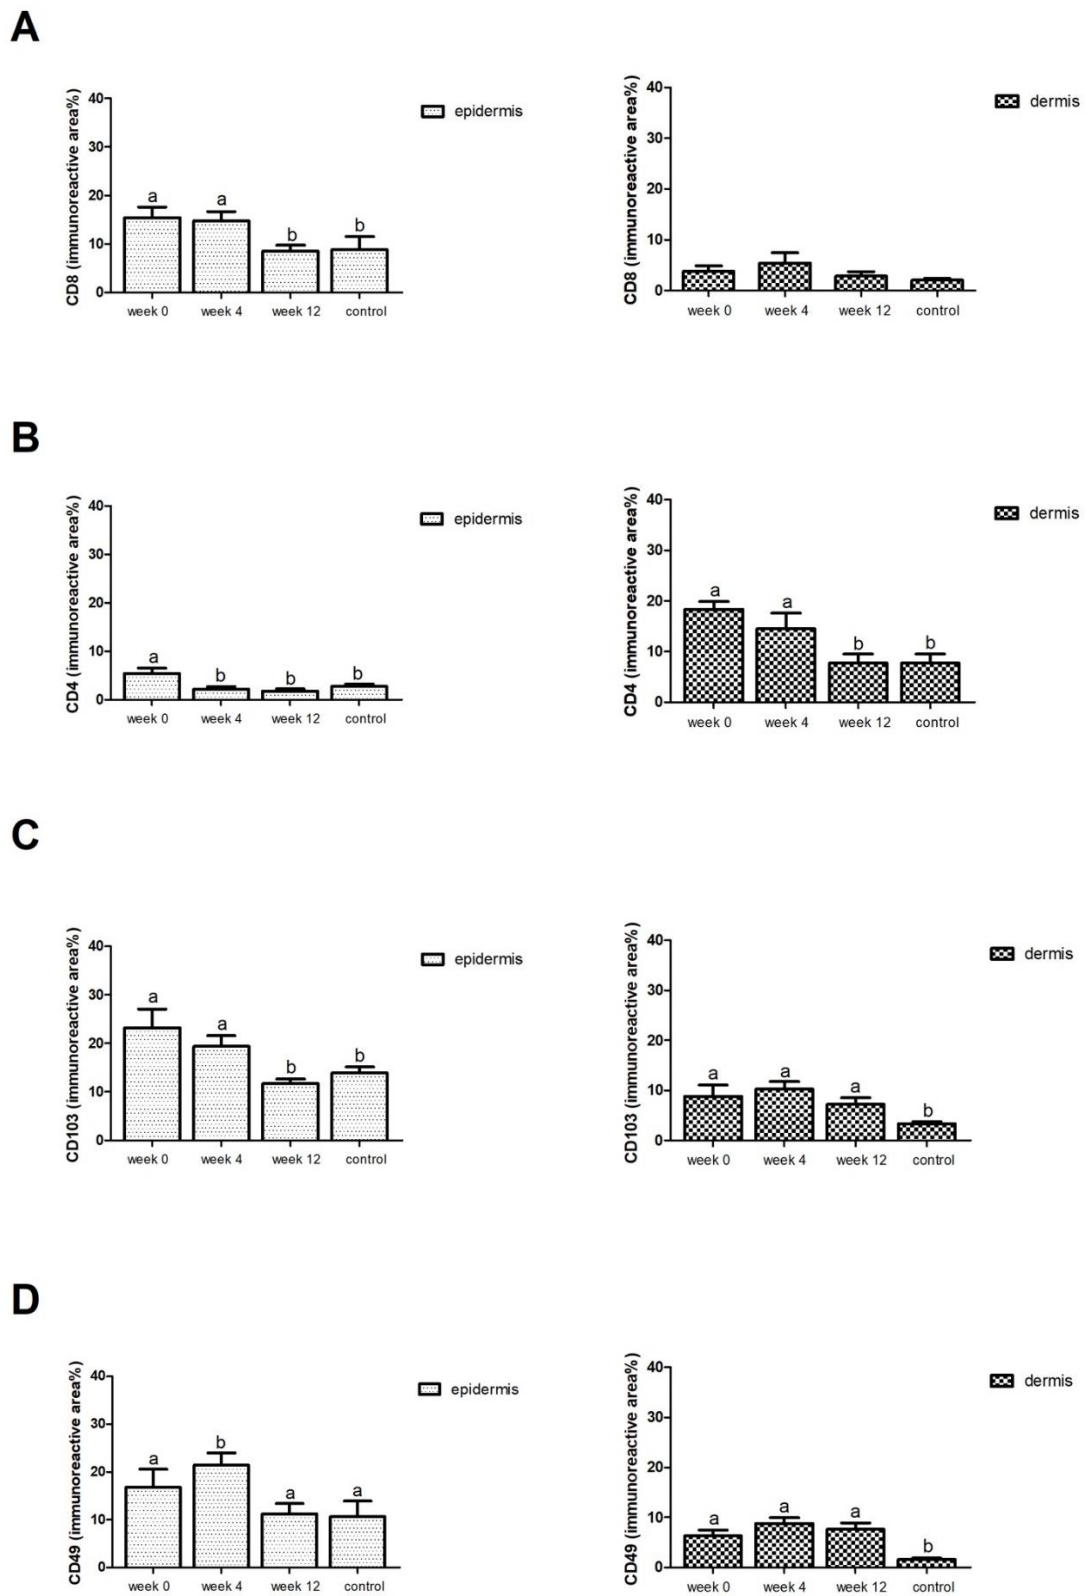 A
CD8 (immunoreactive area%)
40
30
20
10
0
a
a
b
b
week 0
week 4
week 12
control
epidermis
CD8 (immunoreactive area%)
40
30
20
10
0
week 0
week 4
week 12
control
dermis
B
CD4 (immunoreactive area%)
40
30
20
10
0
a
b
b
b
week 0
week 4
week 12
control
epidermis
CD4 (immunoreactive area%)
40
30
20
10
0
a
a
b
b
week 0
week 4
week 12
control
dermis
C
CD103 (immunoreactive area%)
40
30
20
10
0
a
a
b
b
week 0
week 4
week 12
control
epidermis
CD103 (immunoreactive area%)
40
30
20
10
0
a
a
a
b
week 0
week 4
week 12
control
dermis
D
CD49 (immunoreactive area%)
40
30
20
10
0
a
b
a
a
week 0
week 4
week 12
control
epidermis
CD49 (immunoreactive area%)
40
30
20
10
0
a
a
a
b
week 0
week 4
week 12
control
dermis